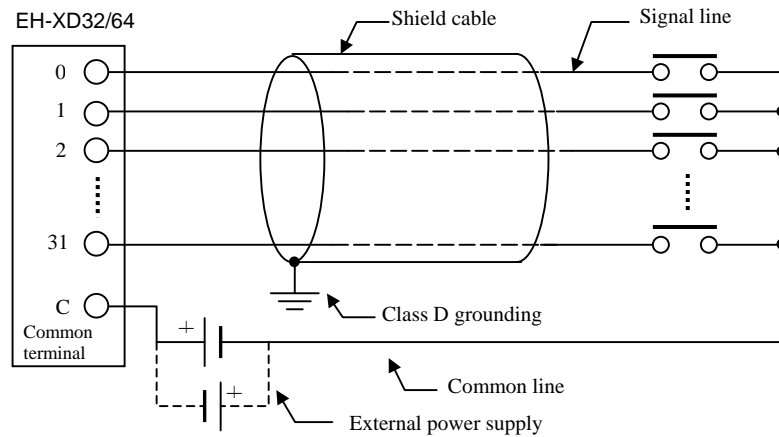 EH-XD32/64
Shield cable
Signal line
0
1
2
31
C
Common
terminal
+
Class D grounding
+
Common line
External power supply